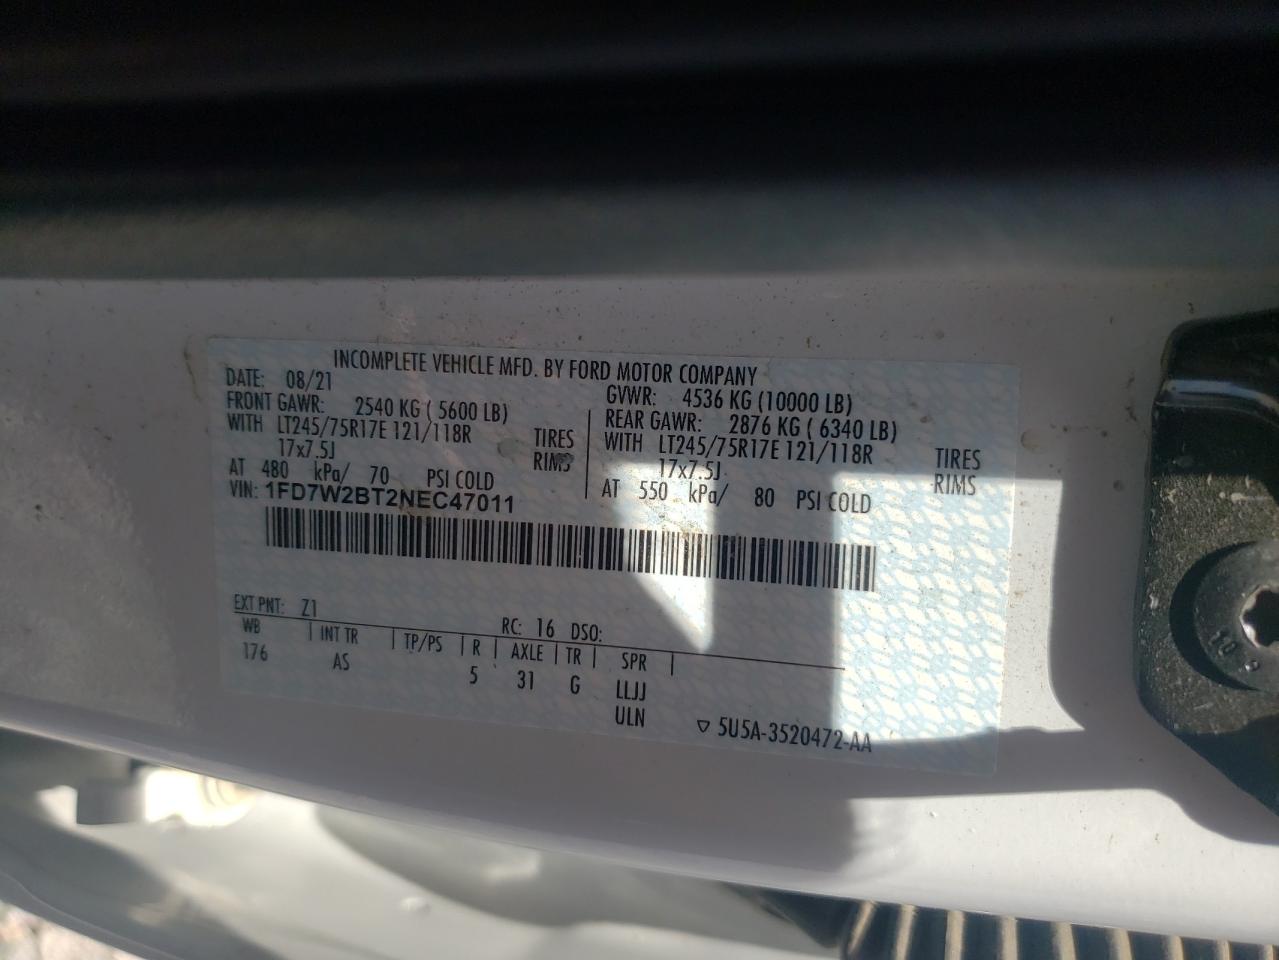 INCOMPLETE VEHICLE MFD. BY FORD MOTOR COMPANY
DATE: 08/21
GVWR: 4536 KG (10000 LB)
FRONT GAWR: 2540 KG ( 5600 LB)
REAR GAWR: 2876 KG ( 6340 LB)
WITH LT245/75R17E 121/118R TIRES
WITH LT245/75R17E 121/118R TIRES
17x7.5J RIMS
17x7.5J RIMS
AT 480 kPa/ 70 PSI COLD
AT 550 kPa/ 80 PSI COLD
VIN: 1FD7W2BT2NEC47011
EXT PNT: Z1
RC: 16 DSO:
WB | INT TR | TP/PS | R | AXLE | TR | SPR |
176 AS 5 31 G LLJJ
ULN
▽ 5U5A-3520472-AA
10.9